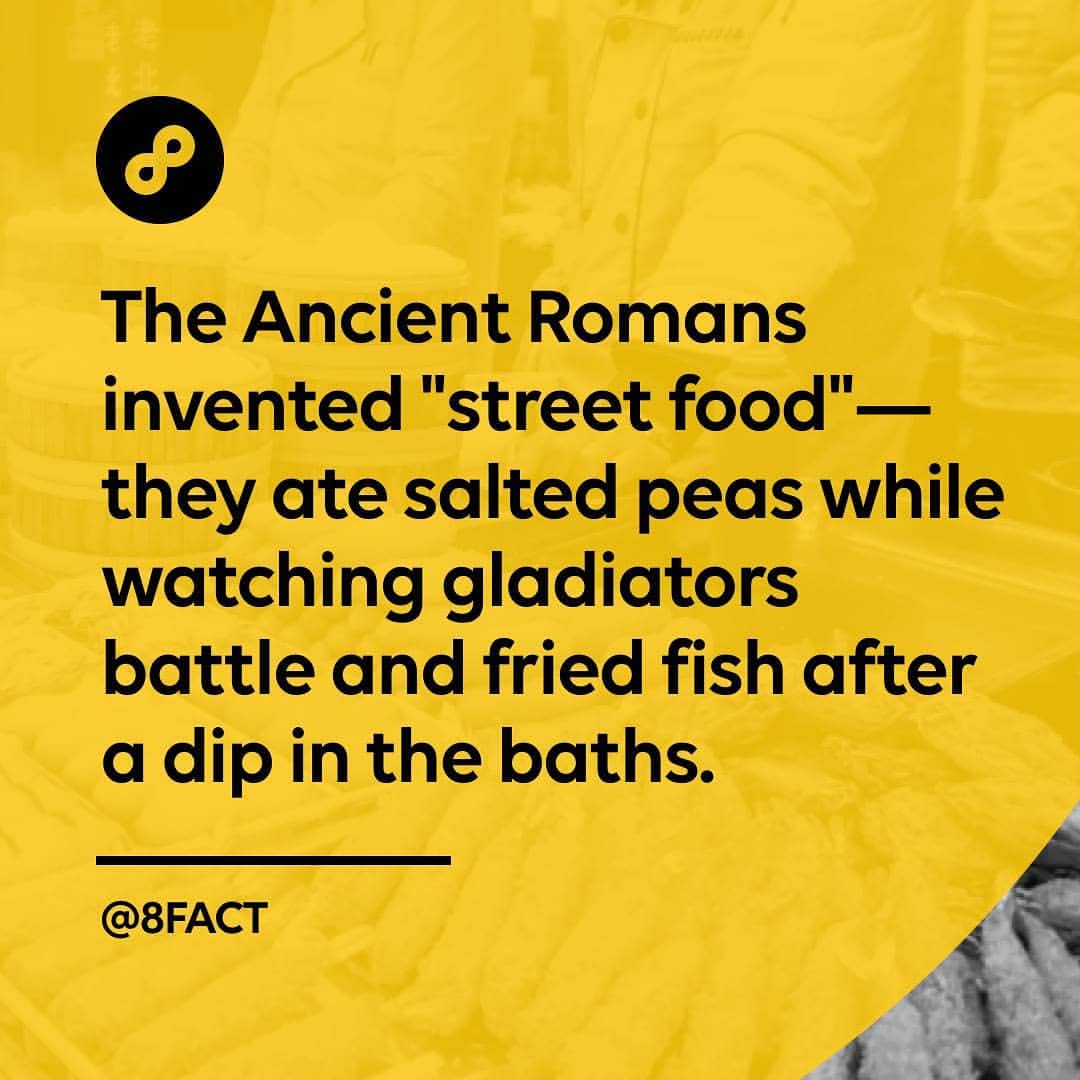 The Ancient Romans
invented "street food"—
they ate salted peas while
watching gladiators
battle and fried fish after
a dip in the baths.
@8FACT